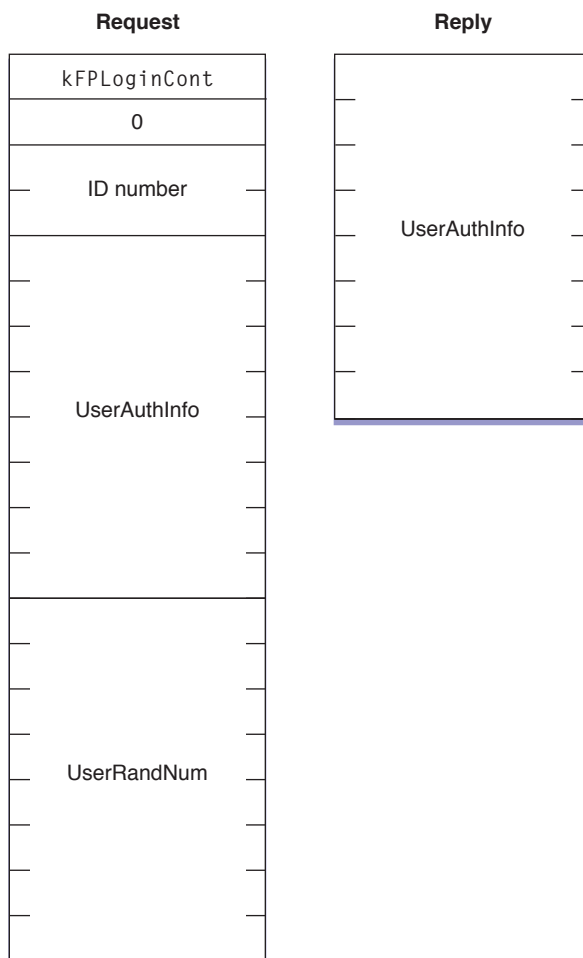 Request
kFPLoginCont
0
ID number
UserAuthInfo
UserRandNum
Reply
UserAuthInfo